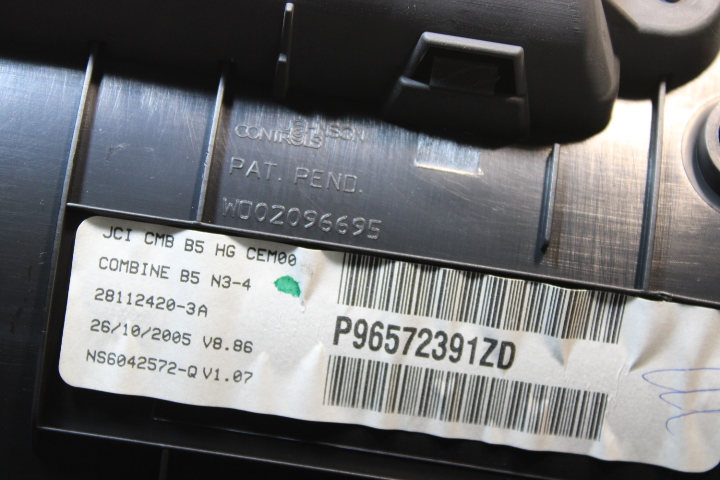 JOHNSON
CONTROLS
PAT. PEND.
W002096695
JCI CMB B5 HG CEM00
COMBINE B5 N3-4
28112420-3A
26/10/2005 V8.86
NS6042572-Q V1.07
P96572391ZD